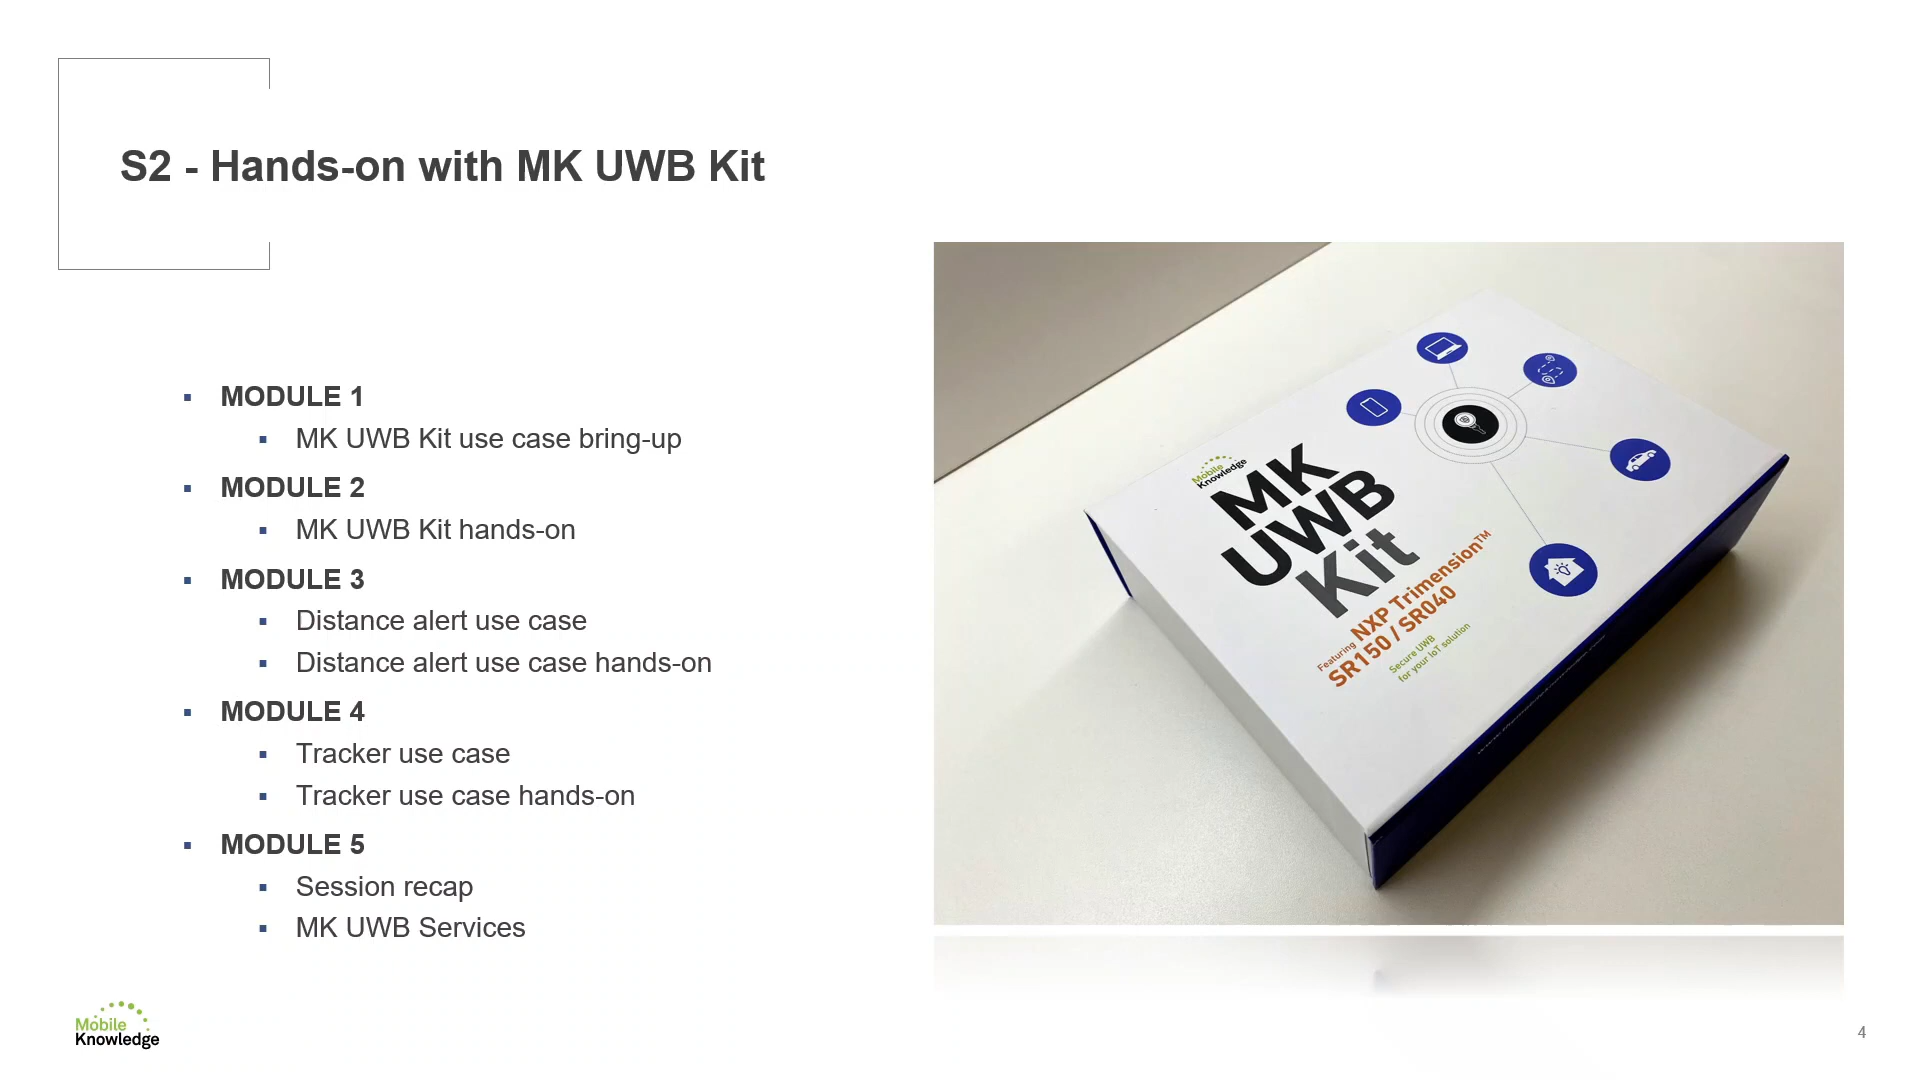 S2 - Hands-on with MK UWB Kit
▪ MODULE 1
▪ MK UWB Kit use case bring-up
▪ MODULE 2
▪ MK UWB Kit hands-on
▪ MODULE 3
▪ Distance alert use case
▪ Distance alert use case hands-on
▪ MODULE 4
▪ Tracker use case
▪ Tracker use case hands-on
▪ MODULE 5
▪ Session recap
▪ MK UWB Services
Mobile
Knowledge
MK
UWB
Kit
Featuring NXP Trimension™
SR150 / SR040
Secure UWB
for your IoT solution
Mobile
Knowledge
4